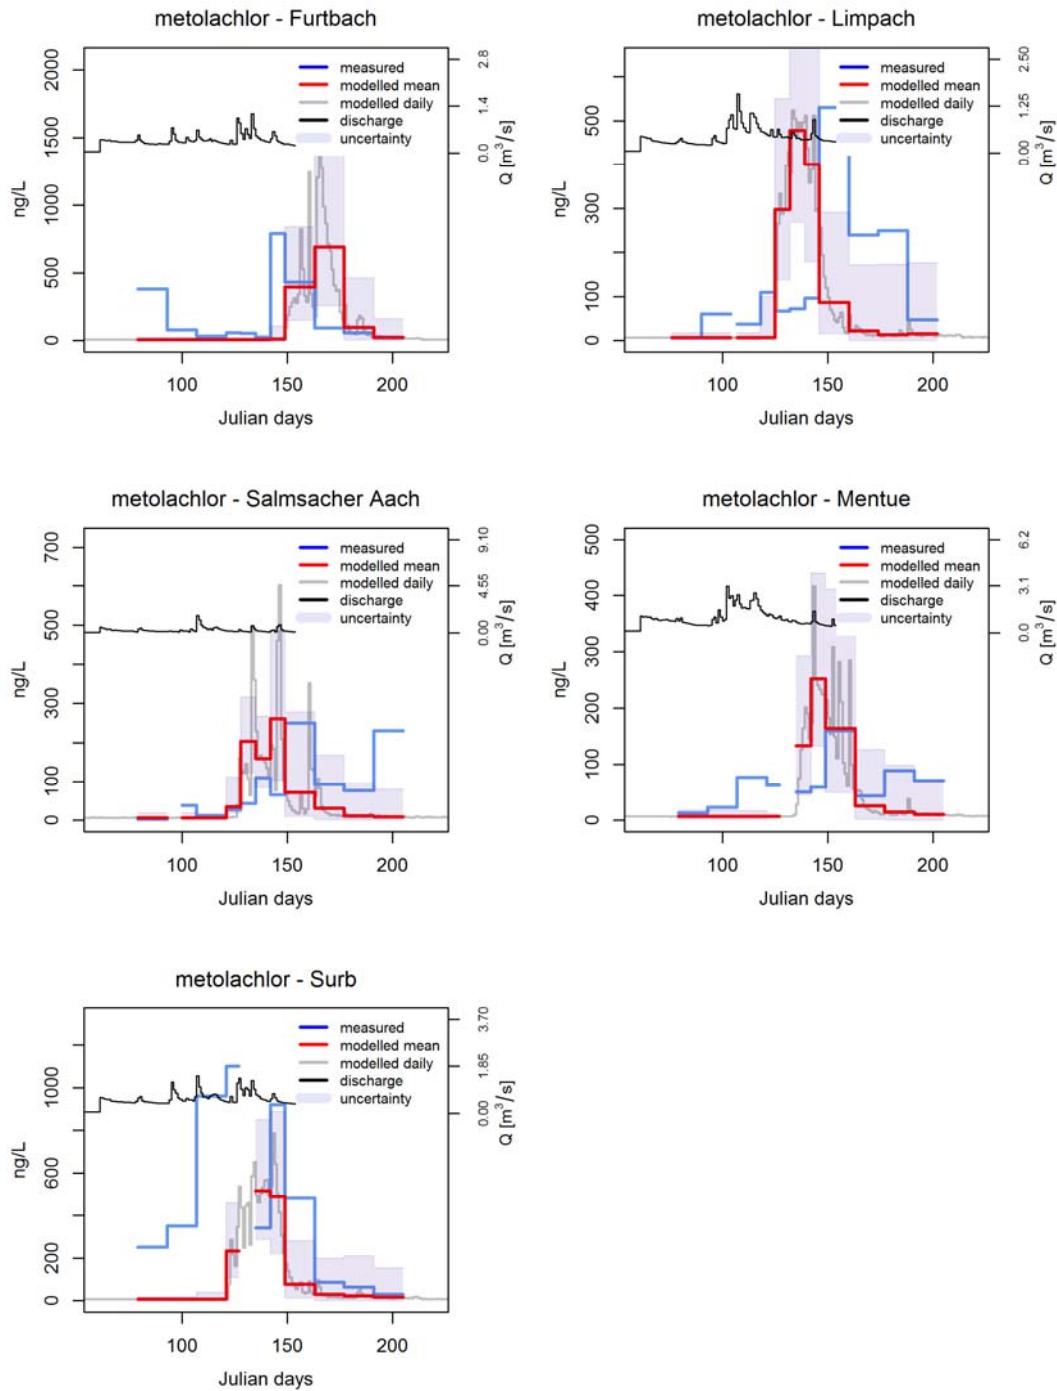 metolachlor - Furtbach
measured
modelled mean
modelled daily
discharge
uncertainty
0 500 1000 1500 2000
ng/L
0.0 1.4 2.8
Q [m³/s]
100 150 200
Julian days
metolachlor - Limpach
measured
modelled mean
modelled daily
discharge
uncertainty
0 100 300 500
ng/L
0.00 1.25 2.50
Q [m³/s]
100 150 200
Julian days
metolachlor - Salmsacher Aach
measured
modelled mean
modelled daily
discharge
uncertainty
0 100 300 500 700
ng/L
0.00 4.55 9.10
Q [m³/s]
100 150 200
Julian days
metolachlor - Mentue
measured
modelled mean
modelled daily
discharge
uncertainty
0 100 200 300 400 500
ng/L
0.0 3.1 6.2
Q [m³/s]
100 150 200
Julian days
metolachlor - Surb
measured
modelled mean
modelled daily
discharge
uncertainty
0 200 600 1000
ng/L
0.00 1.85 3.70
Q [m³/s]
100 150 200
Julian days